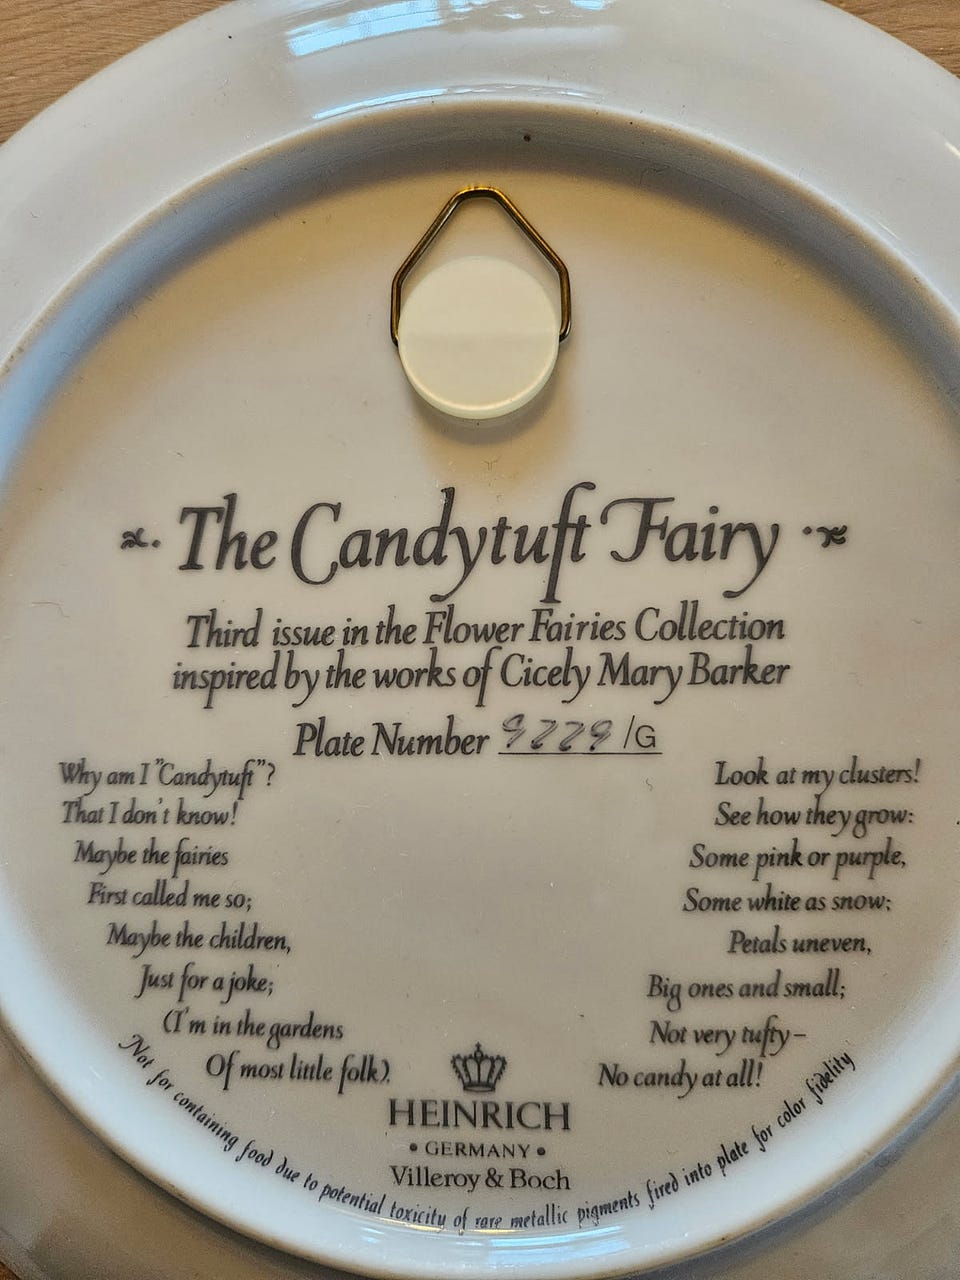 The Candytuft Fairy
Third issue in the Flower Fairies Collection
inspired by the works of Cicely Mary Barker
Plate Number 9229 /G
Why am I "Candytuft"?
That I don't know!
Maybe the fairies
First called me so;
Maybe the children,
Just for a joke;
(I'm in the gardens
Of most little folk).
Look at my clusters!
See how they grow:
Some pink or purple,
Some white as snow;
Petals uneven,
Big ones and small;
Not very tufty–
No candy at all!
HEINRICH
• GERMANY •
Villeroy & Boch
Not for containing food due to potential toxicity of rare metallic pigments fired into plate for color fidelity